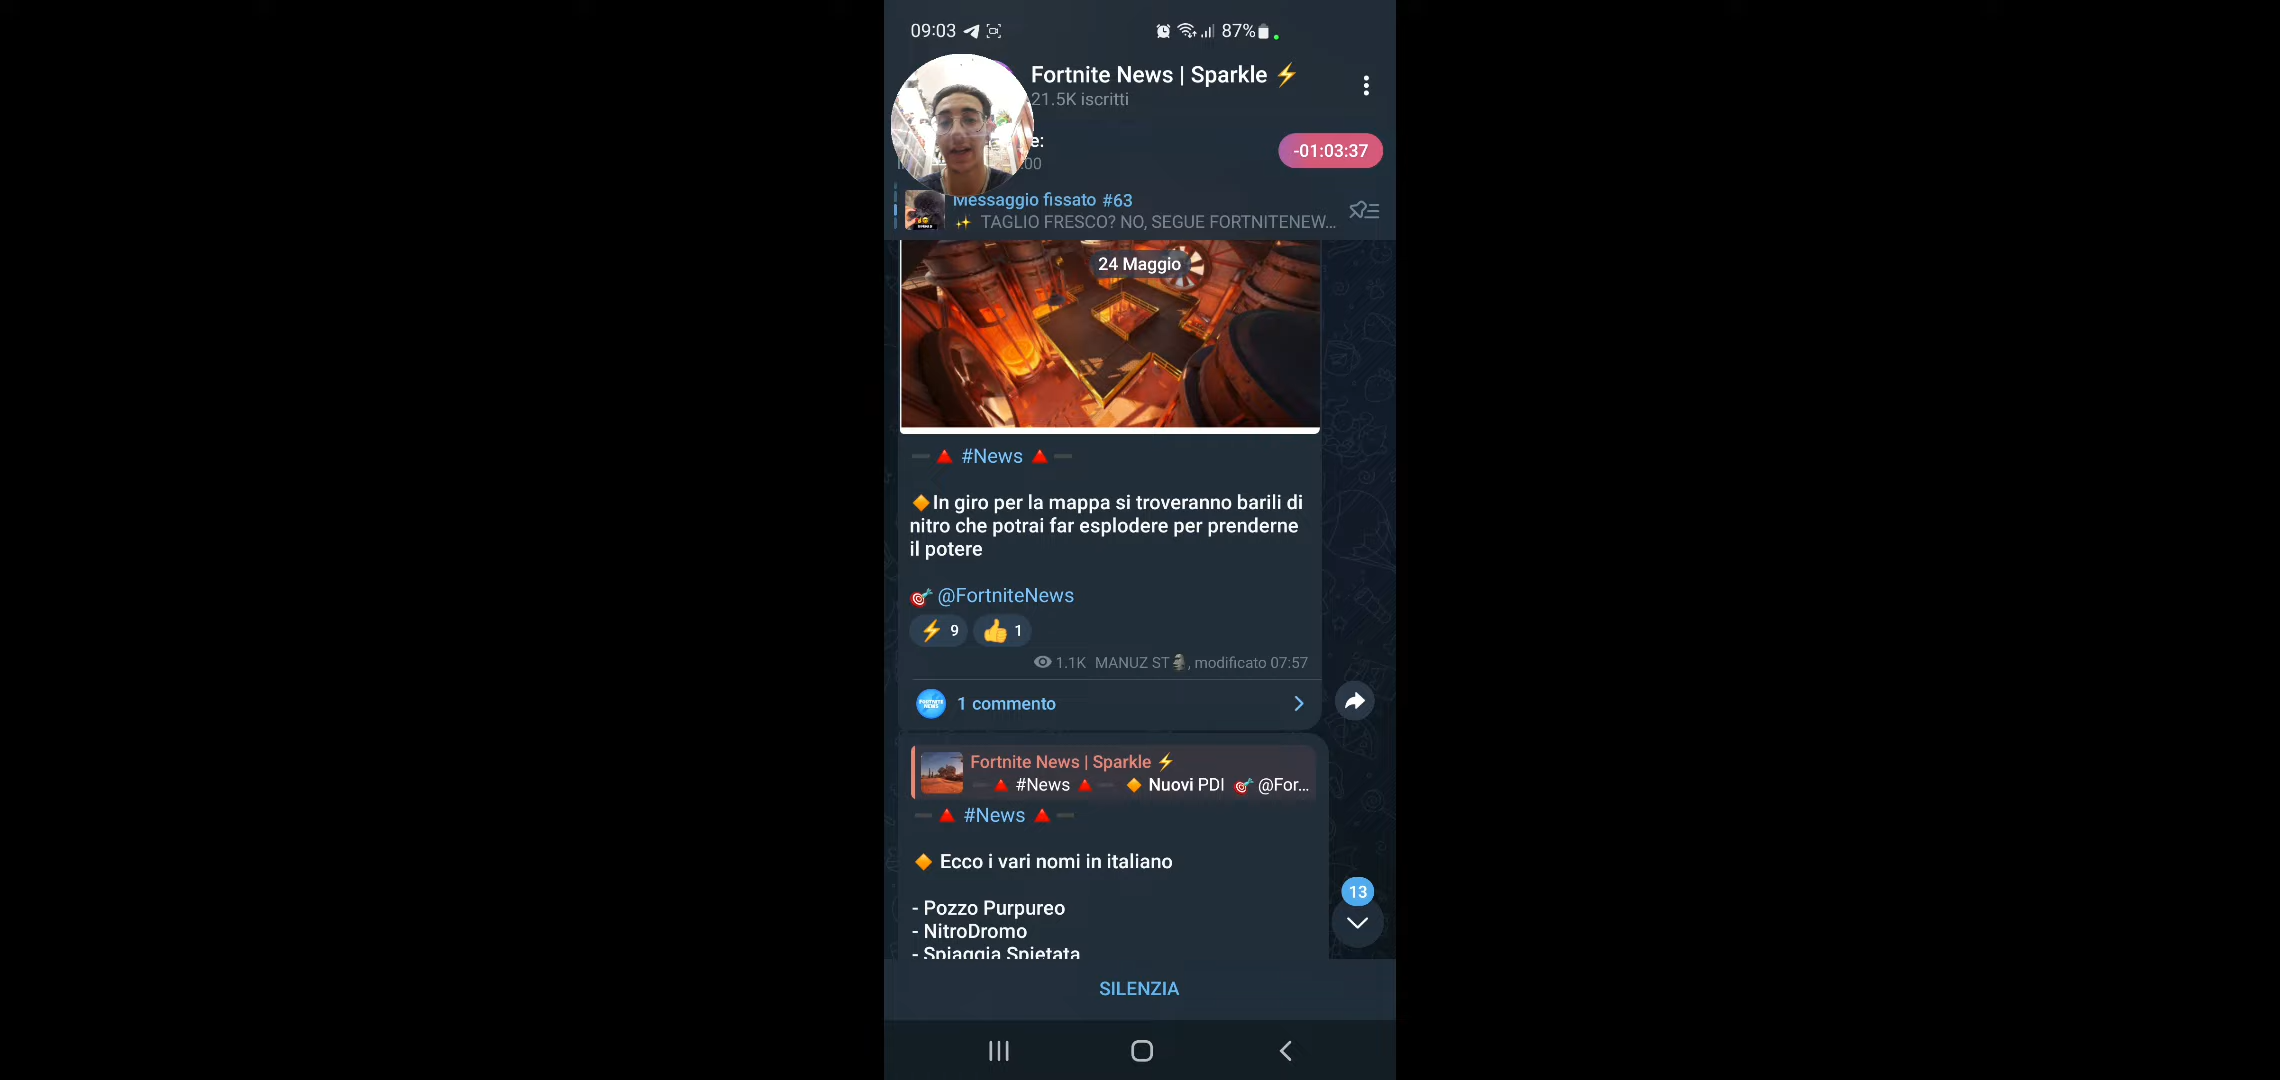 09:03 87%
Fortnite News | Sparkle ⚡
21.5K iscritti
e:
:00
-01:03:37
Messaggio fissato #63
✨ TAGLIO FRESCO? NO, SEGUE FORTNITENEW...
24 Maggio
➖🔺 #News 🔺➖
🔶In giro per la mappa si troveranno barili di
nitro che potrai far esplodere per prenderne
il potere
🎯 @FortniteNews
⚡ 9 👍 1
1.1K MANUZ ST🗿, modificato 07:57
1 commento
Fortnite News | Sparkle ⚡
➖🔺 #News 🔺➖ 🔶 Nuovi PDI 🎯 @For...
➖🔺 #News 🔺➖
🔶 Ecco i vari nomi in italiano
- Pozzo Purpureo
- NitroDromo
- Spiaggia Spietata
13
SILENZIA